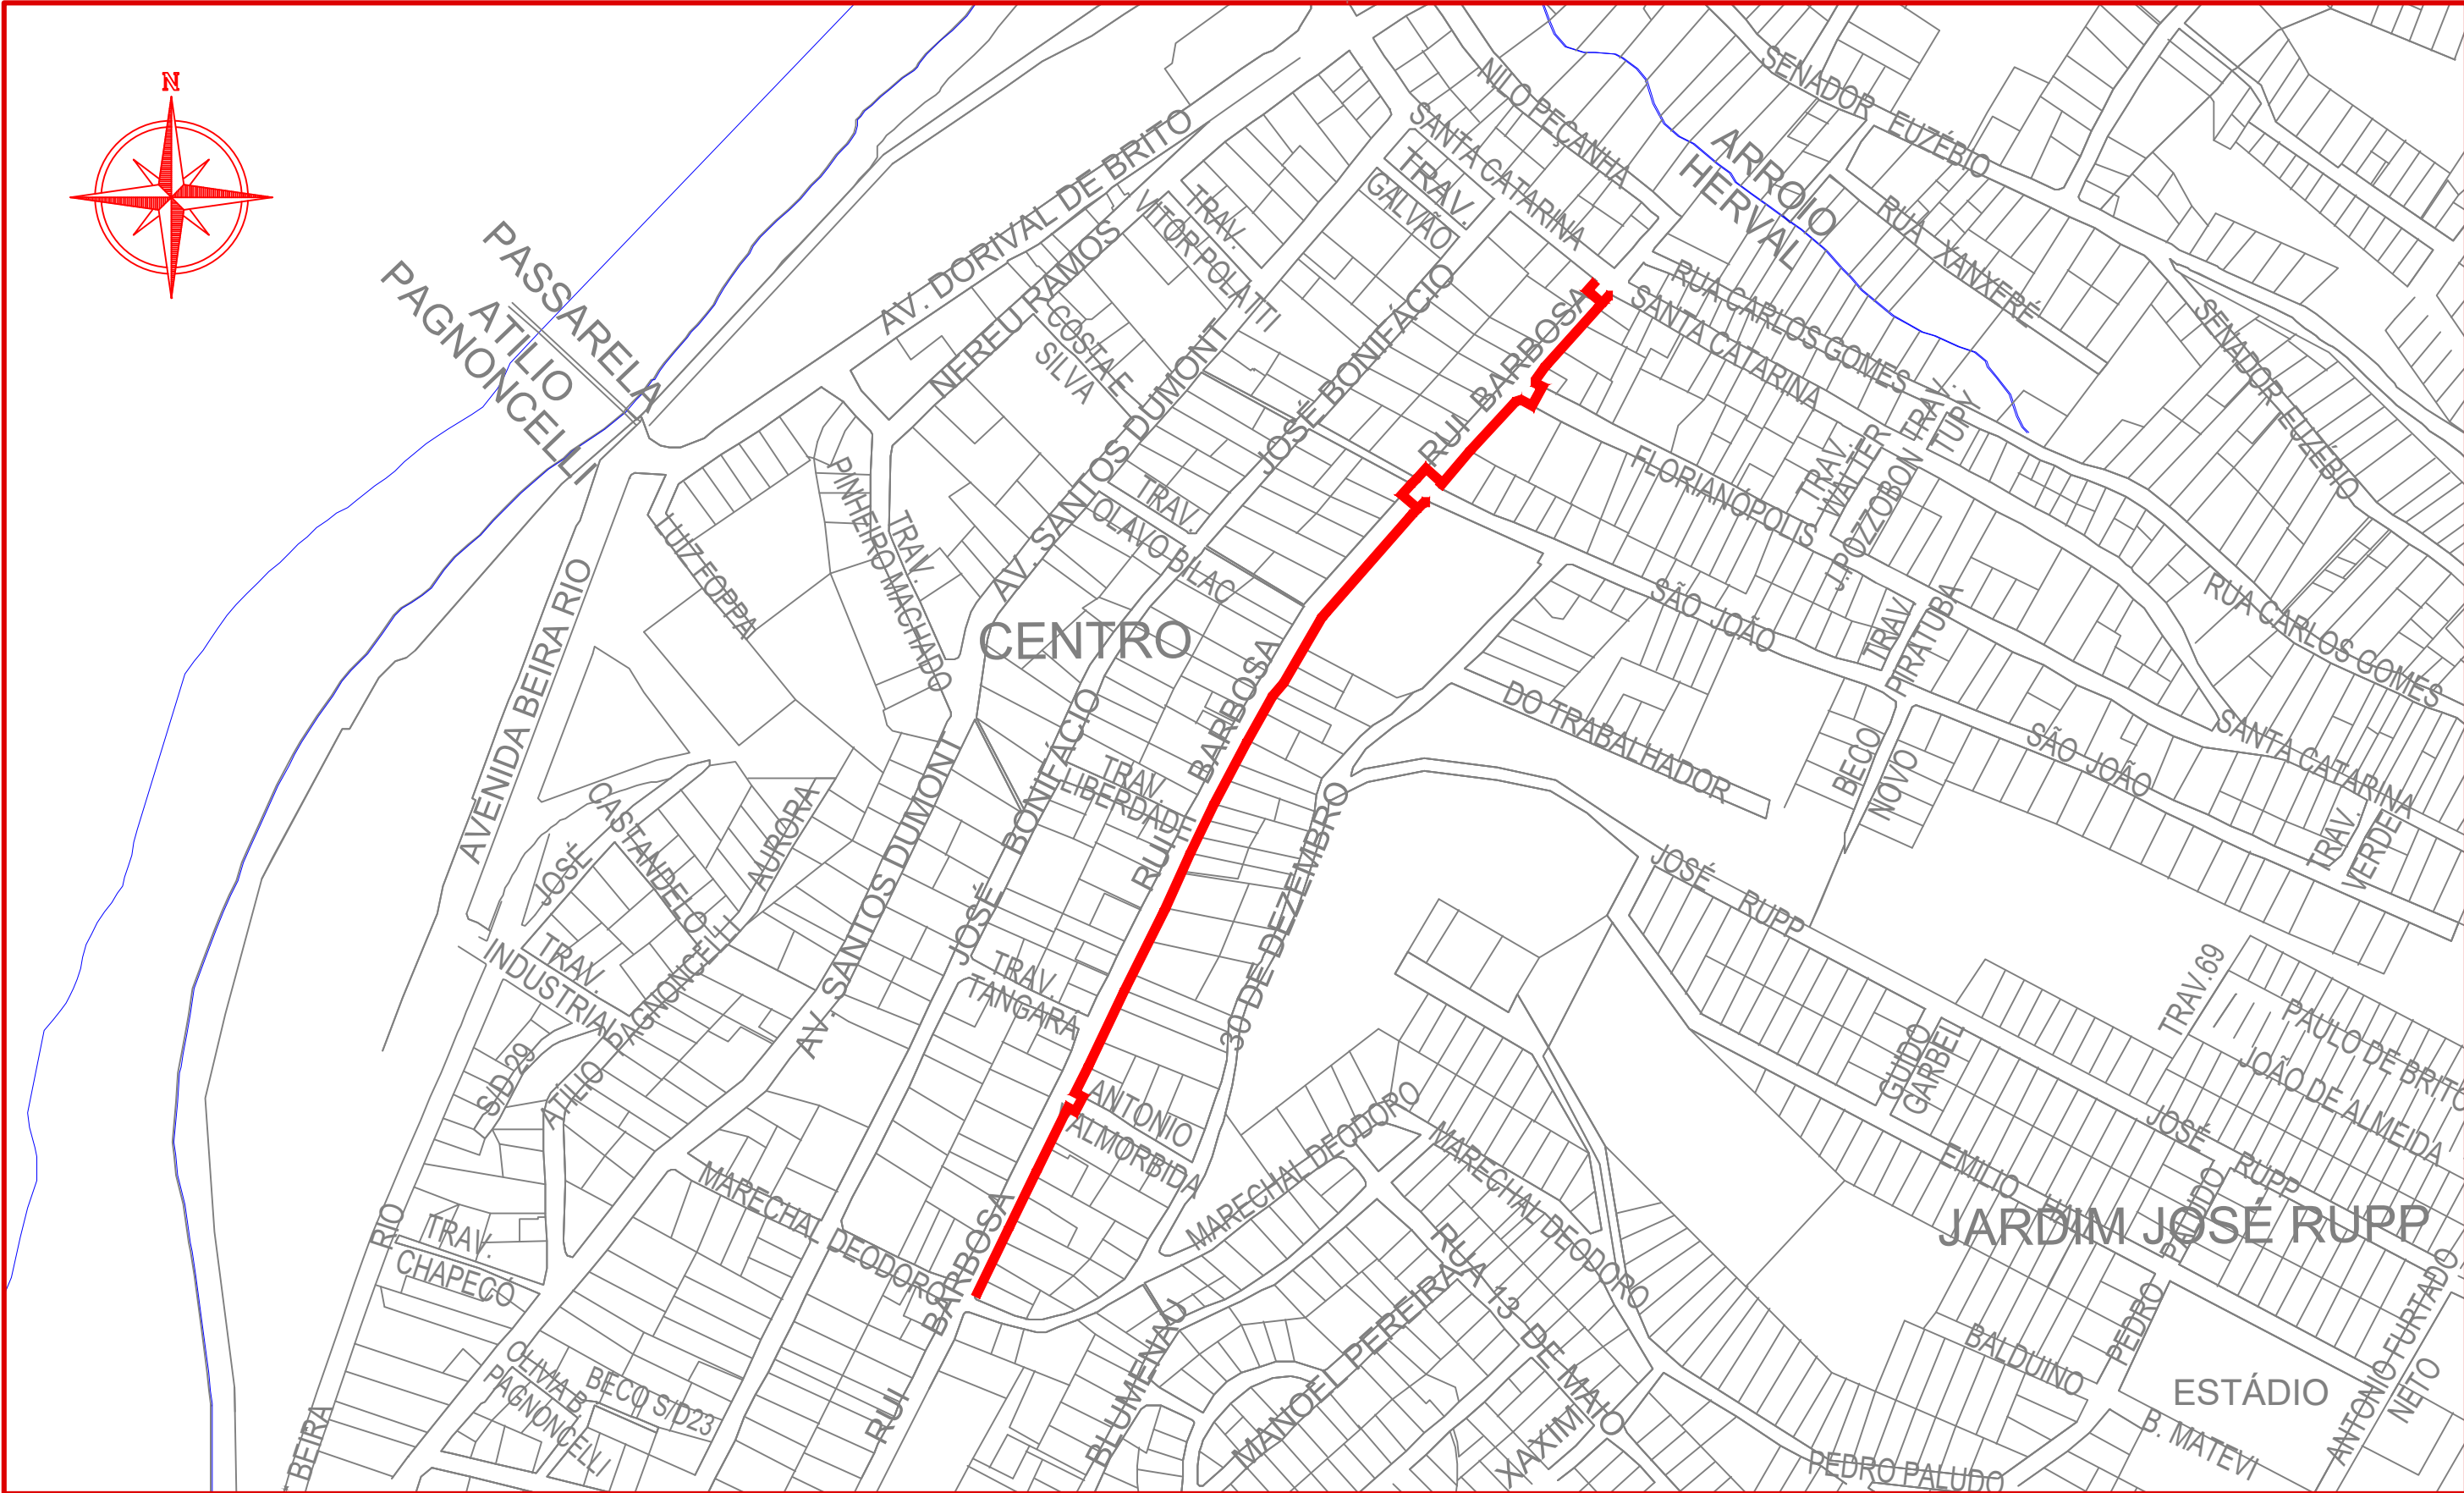 N
SENADOR
EUZÉBIO
NILO PEÇANHA
SANTA CATARINA
ARROIO
HERVAL
RUA XANXERÉ
SENADOR EUZÉBIO
TRAV.
GALVÃO
AV. DORIVAL DE BRITO
TRAV.
VITOR POLATTI
NEREU RAMOS
COSTA E
SILVA
PASSARELA
ATILIO
PAGNONCELLI
RUA CARLOS GOMES
SANTA CATARINA
RUI BARBOSA
JOSÉ BONIFÁCIO
AV. SANTOS DUMONT
TRAV.
TUPY
TRAV.
WALTER
J.POZZOBON
FLORIANÓPOLIS
TRAV.
OLAVO BILAC
PINHEIRO MACHADO
TRAV.
LUIZ FOPPA
AVENIDA BEIRA RIO
CENTRO
SÃO JOÃO
TRAV.
PIRATUBA
RUA CARLOS GOMES
SANTA CATARINA
DO TRABALHADOR
BECO
NOVO
SÃO JOÃO
TRAV.
VERDE
RUI BARBOSA
JOSÉ BONIFÁCIO
TRAV.
LIBERDADE
AV. SANTOS DUMONT
30 DE DEZEMBRO
JOSÉ
CASTANDELO
AURORA
JOSÉ RUPP
TRAV.
INDUSTRIAL
ATÍLIO PAGNONCELLI
S/D 29
TRAV.
TANGARA
TRAV.69
PAULO DE BRITO
JOÃO DE ALMEIDA
GUIDO
GARBEL
ANTONIO
ALMORBIDA
MARECHAL DEODORO
MARECHAL DEODORO
MARECHAL DEODORO
JOSÉ RUPP
EMILIO
JARDIM JOSÉ RUPP
PEDRO PALUDO
TRAV.
CHAPECÓ
BEIRA RIO
RUI BARBOSA
RUA 13 DE MAIO
MANOEL PEREIRA
BLUMENAU
OLIVIA B.
PAGNONCELLI
BECO S/D23
XAXIM
BALDUINO
ESTÁDIO
B. MATEVI
ANTONIO FURTADO
NETO
PEDRO PALUDO